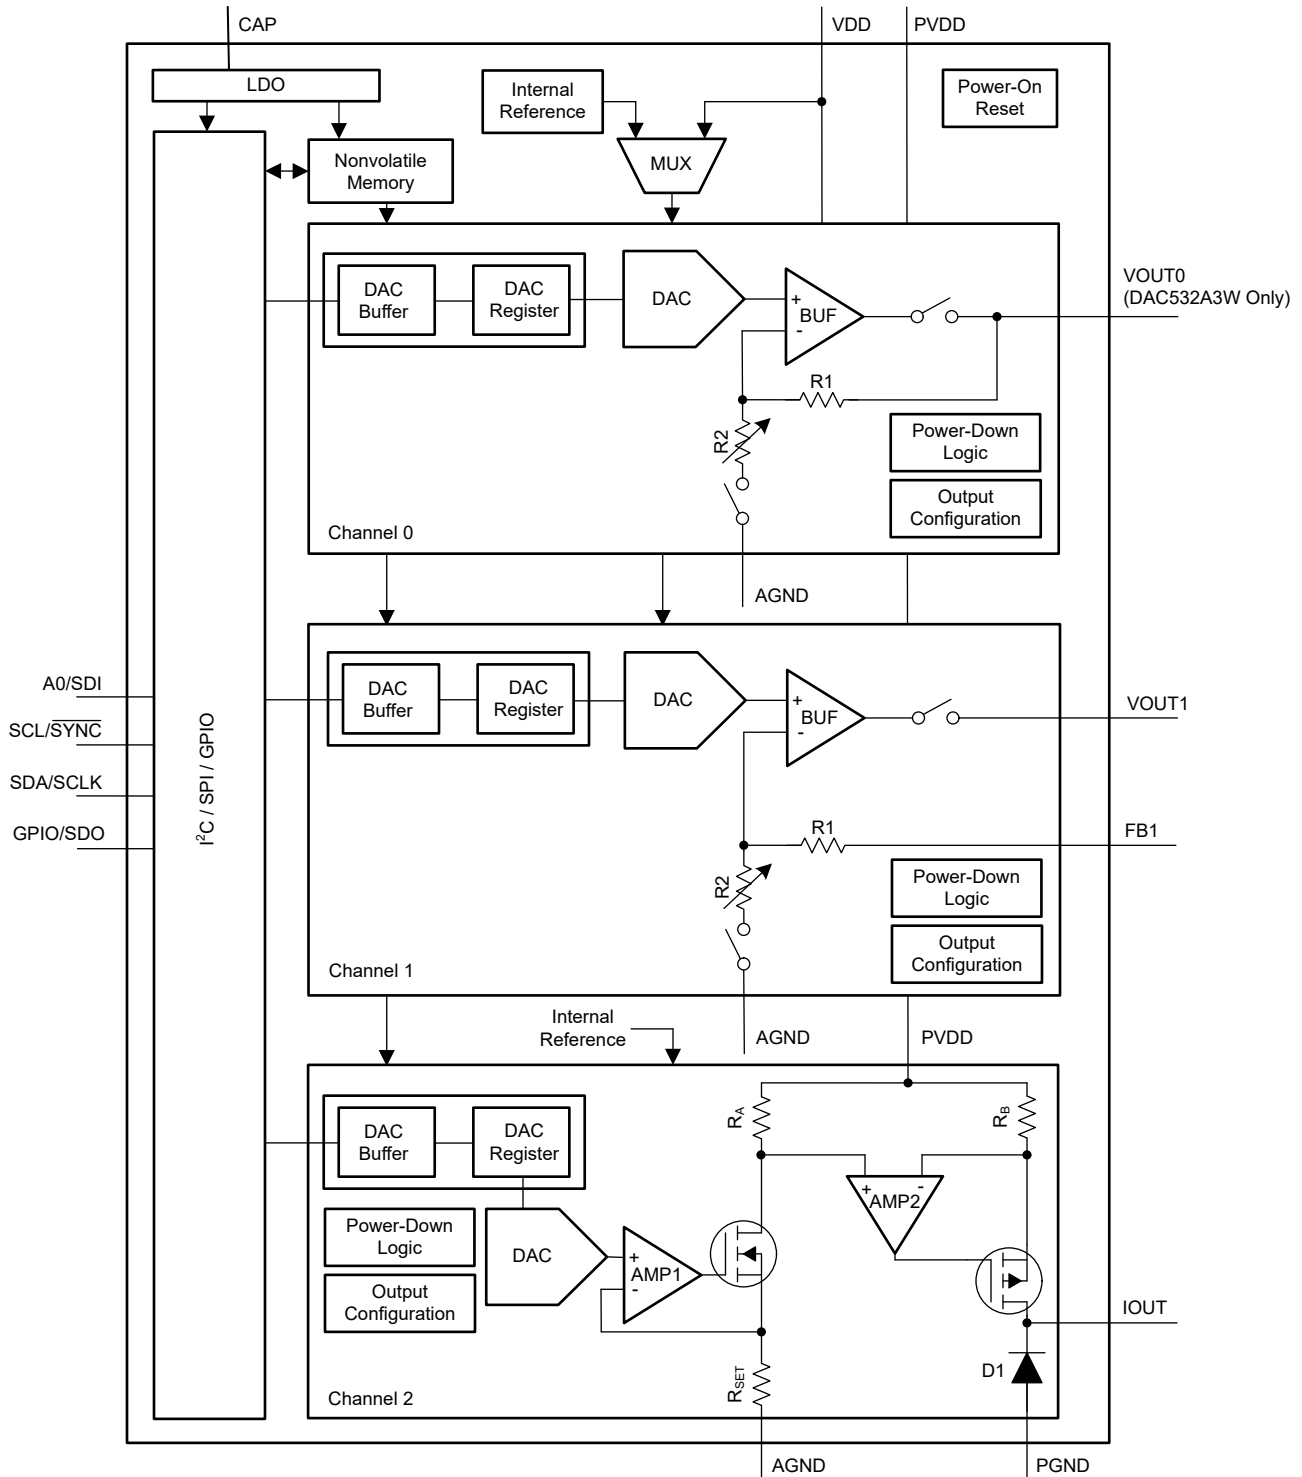 CAP
VDD
PVDD
LDO
Internal
Reference
Power-On
Reset
MUX
Nonvolatile
Memory
DAC
Buffer
DAC
Register
DAC
+
BUF
-
VOUT0
(DAC532A3W Only)
R1
R2
Power-Down
Logic
Output
Configuration
Channel 0
AGND
A0/SDI
SCL/SYNC
SDA/SCLK
GPIO/SDO
I²C / SPI / GPIO
DAC
Buffer
DAC
Register
DAC
+
BUF
-
VOUT1
R1
FB1
R2
Power-Down
Logic
Output
Configuration
Channel 1
AGND
Internal
Reference
PVDD
RA
RB
DAC
Buffer
DAC
Register
+ -
AMP2
Power-Down
Logic
DAC
+
AMP1
-
Output
Configuration
IOUT
D1
RSET
Channel 2
AGND
PGND